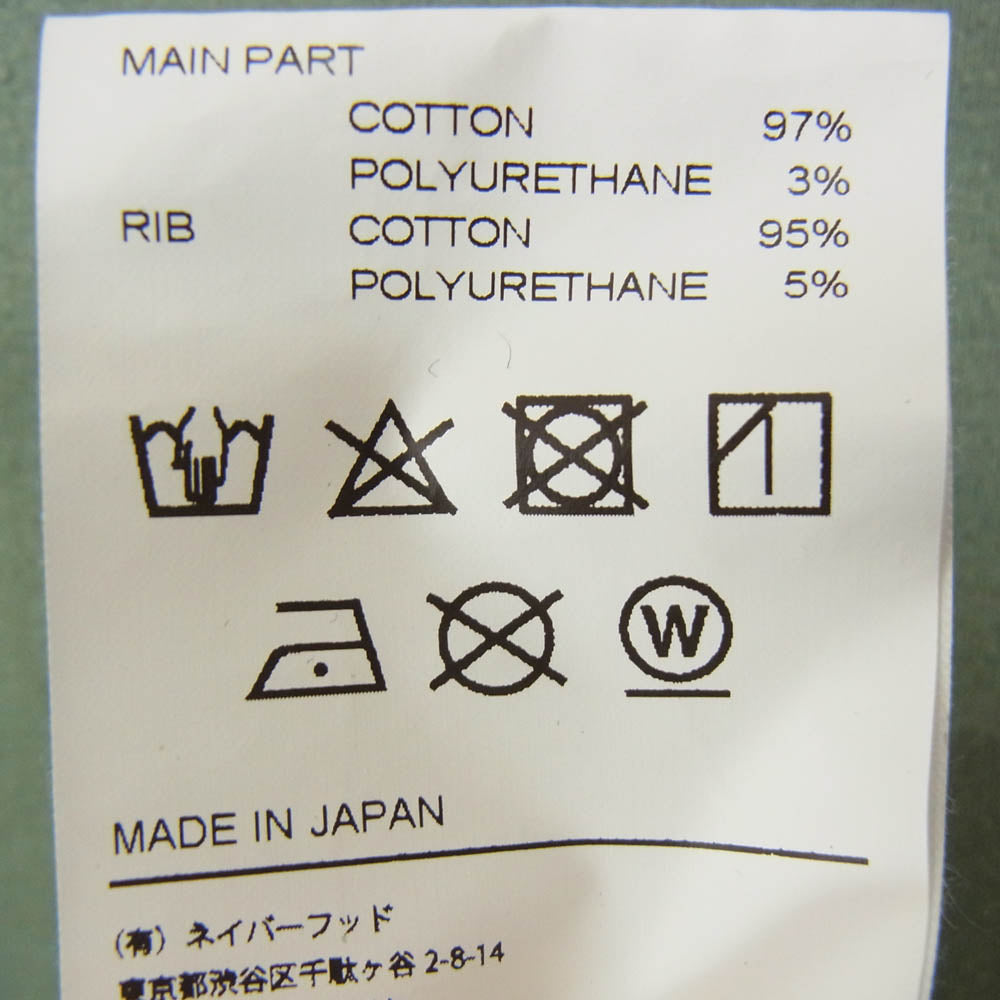 MAIN PART
COTTON 97%
POLYURETHANE 3%
RIB COTTON 95%
POLYURETHANE 5%
W
MADE IN JAPAN
(有) ネイバーフッド
東京都渋谷区千駄ヶ谷 2-8-14